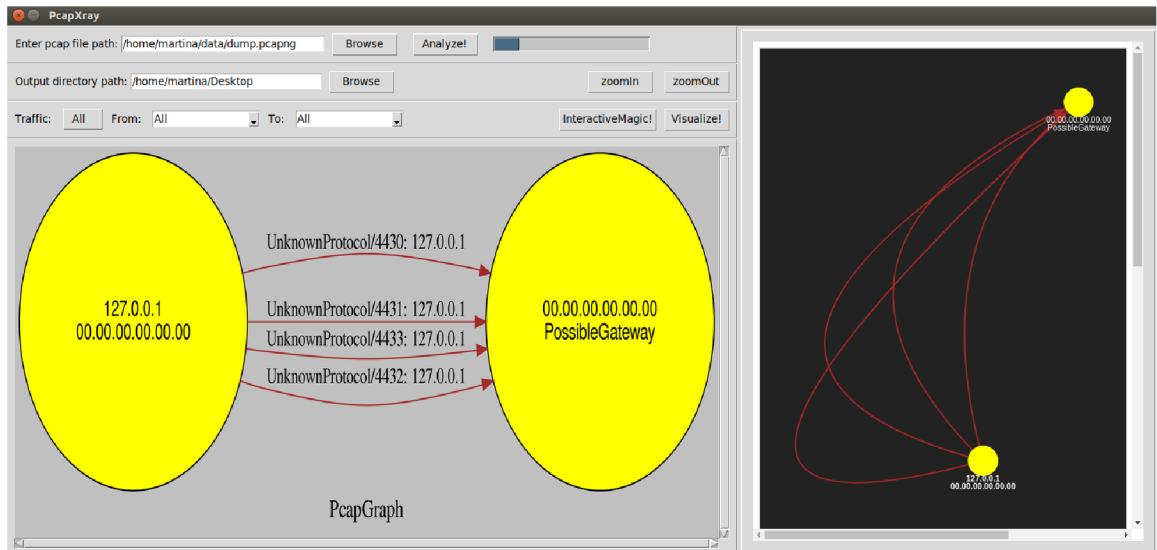 PcapXray
Enter pcap file path: /home/martina/data/dump.pcapng Browse Analyze!
Output directory path: /home/martina/Desktop Browse zoomIn zoomOut
Traffic: All From: All To: All InteractiveMagic! Visualize!
127.0.0.1
00.00.00.00.00.00
UnknownProtocol/4430: 127.0.0.1
UnknownProtocol/4431: 127.0.0.1
UnknownProtocol/4433: 127.0.0.1
UnknownProtocol/4432: 127.0.0.1
00.00.00.00.00.00
PossibleGateway
PcapGraph
00.00.00.00.00.00
PossibleGateway
127.0.0.1
00.00.00.00.00.00